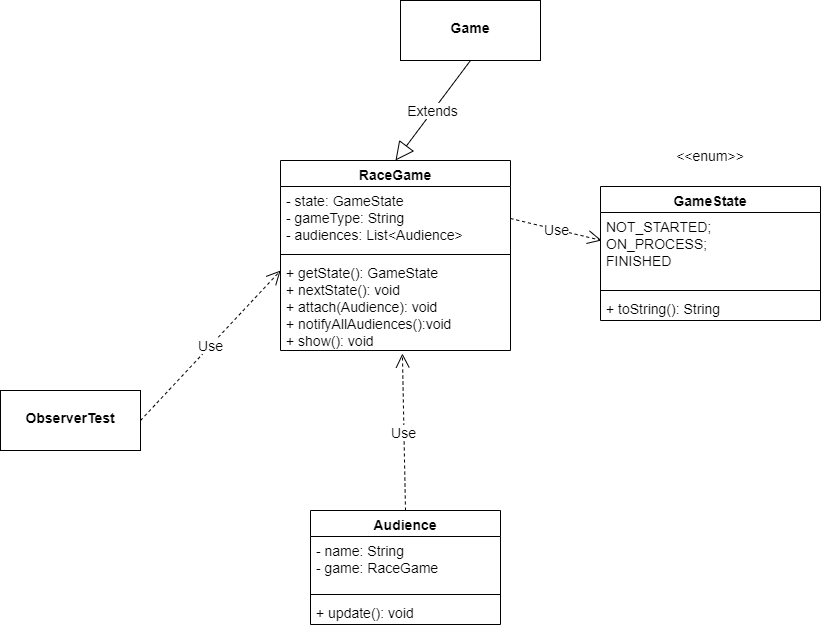 Game
Extends
<<enum>>
RaceGame
- state: GameState
- gameType: String
- audiences: List<Audience>
+ getState(): GameState
+ nextState(): void
+ attach(Audience): void
+ notifyAllAudiences():void
+ show(): void
Use
GameState
NOT_STARTED;
ON_PROCESS;
FINISHED
+ toString(): String
Use
ObserverTest
Use
Audience
- name: String
- game: RaceGame
+ update(): void